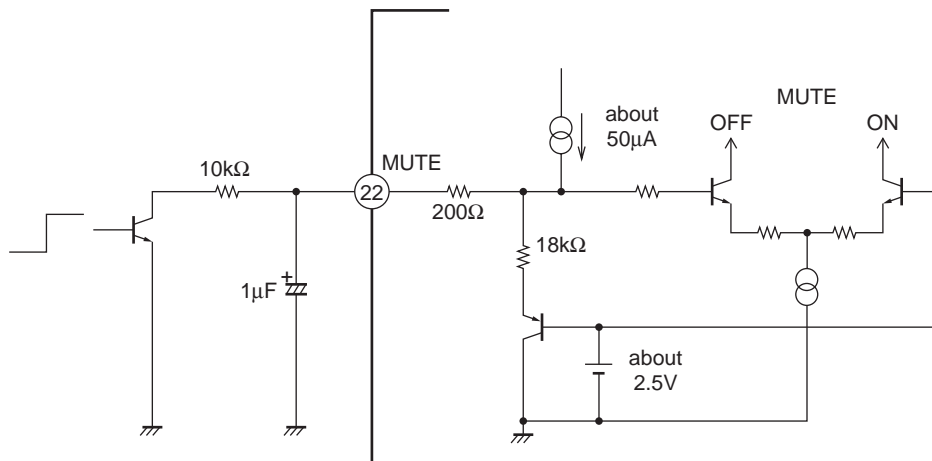 MUTE
OFF
ON
about
50μA
10kΩ
MUTE
22
200Ω
18kΩ
+
1μF
about
2.5V